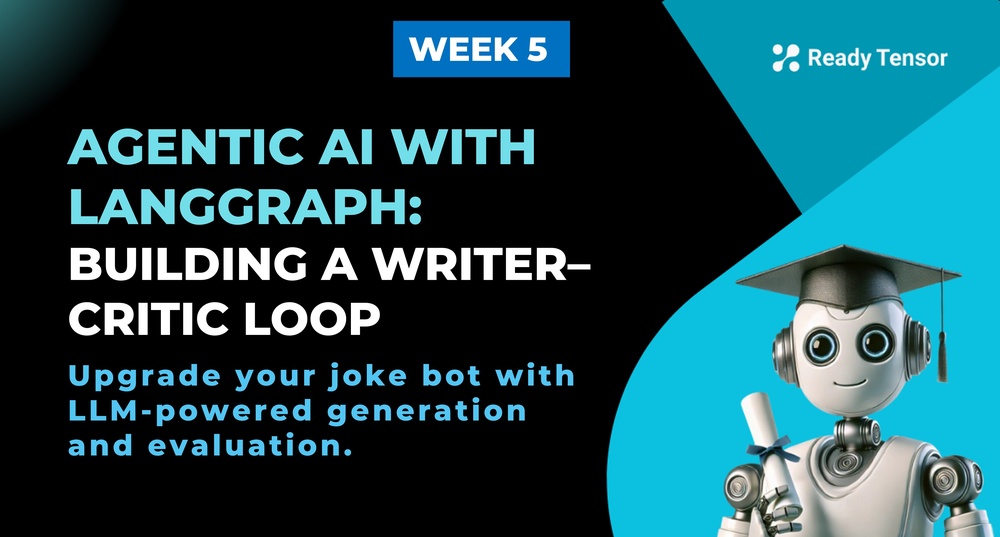 WEEK 5
Ready Tensor
AGENTIC AI WITH
LANGGRAPH:
BUILDING A WRITER–
CRITIC LOOP
Upgrade your joke bot with
LLM-powered generation
and evaluation.